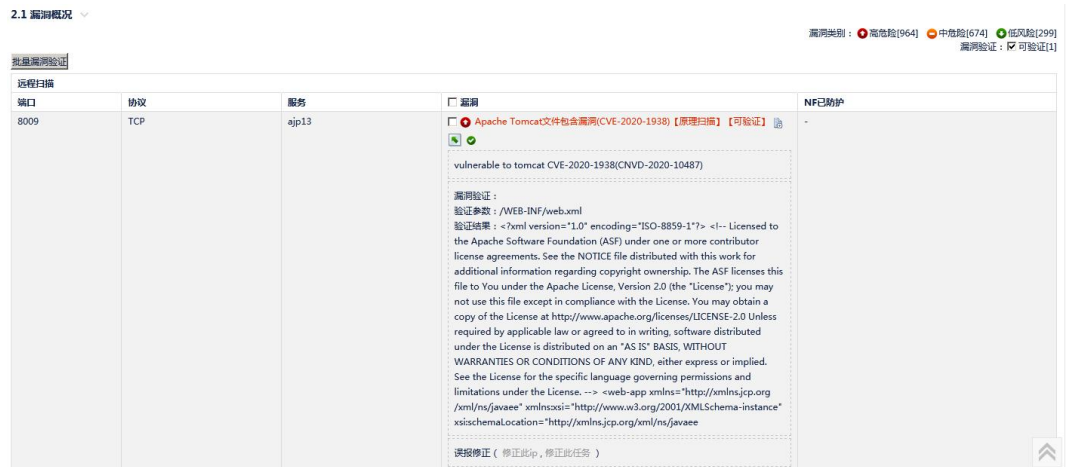 2.1 漏洞概况
漏洞类别： 高危险[964] 中危险[674] 低风险[299]
漏洞验证： 可验证[1]
批量漏洞验证
远程扫描
端口 协议 服务 漏洞 NF已防护
8009 TCP ajp13 Apache Tomcat文件包含漏洞(CVE-2020-1938)【原理扫描】【可验证】 -
vulnerable to tomcat CVE-2020-1938(CNVD-2020-10487)
漏洞验证：
验证参数：/WEB-INF/web.xml
验证结果：<?xml version="1.0" encoding="ISO-8859-1"?> <!-- Licensed to
the Apache Software Foundation (ASF) under one or more contributor
license agreements. See the NOTICE file distributed with this work for
additional information regarding copyright ownership. The ASF licenses this
file to You under the Apache License, Version 2.0 (the "License"); you may
not use this file except in compliance with the License. You may obtain a
copy of the License at http://www.apache.org/licenses/LICENSE-2.0 Unless
required by applicable law or agreed to in writing, software distributed
under the License is distributed on an "AS IS" BASIS, WITHOUT
WARRANTIES OR CONDITIONS OF ANY KIND, either express or implied.
See the License for the specific language governing permissions and
limitations under the License. --> <web-app xmlns="http://xmlns.jcp.org
/xml/ns/javaee" xmlns:xsi="http://www.w3.org/2001/XMLSchema-instance"
xsi:schemaLocation="http://xmlns.jcp.org/xml/ns/javaee
误报修正（ 修正此ip , 修正此任务 ）